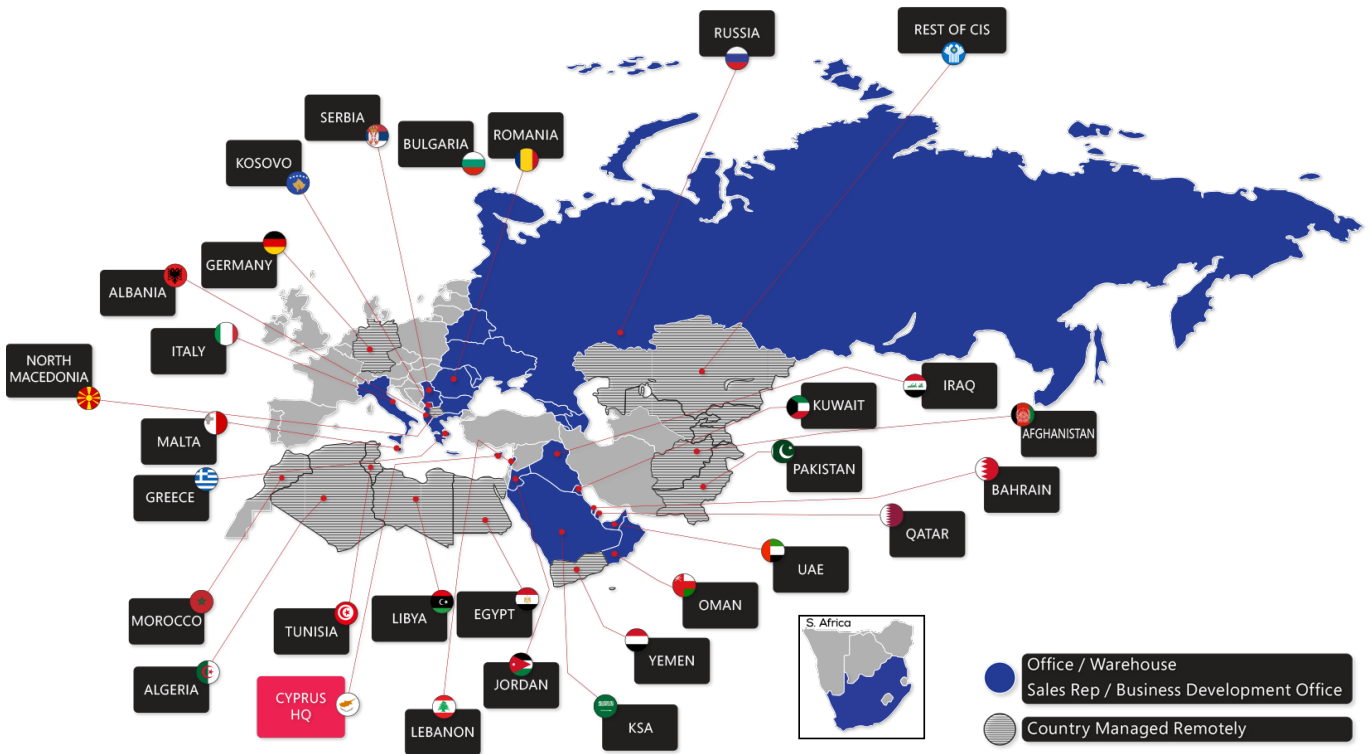 RUSSIA
REST OF CIS
SERBIA
BULGARIA
ROMANIA
KOSOVO
GERMANY
ALBANIA
ITALY
NORTH
MACEDONIA
MALTA
GREECE
IRAQ
KUWAIT
AFGHANISTAN
PAKISTAN
BAHRAIN
QATAR
UAE
OMAN
YEMEN
KSA
JORDAN
EGYPT
LEBANON
LIBYA
TUNISIA
MOROCCO
ALGERIA
CYPRUS
HQ
S. Africa
Office / Warehouse
Sales Rep / Business Development Office
Country Managed Remotely